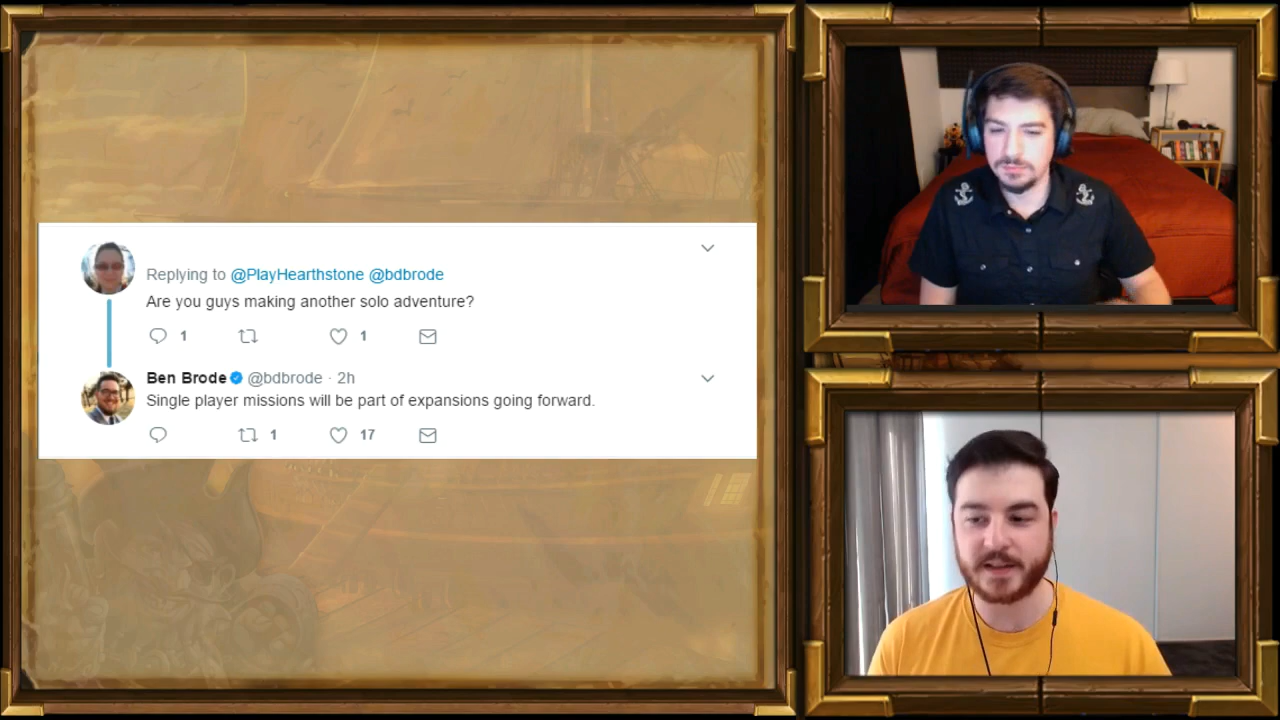 Replying to @PlayHearthstone @bdbrode
Are you guys making another solo adventure?
1 1
Ben Brode @bdbrode · 2h
Single player missions will be part of expansions going forward.
1 17